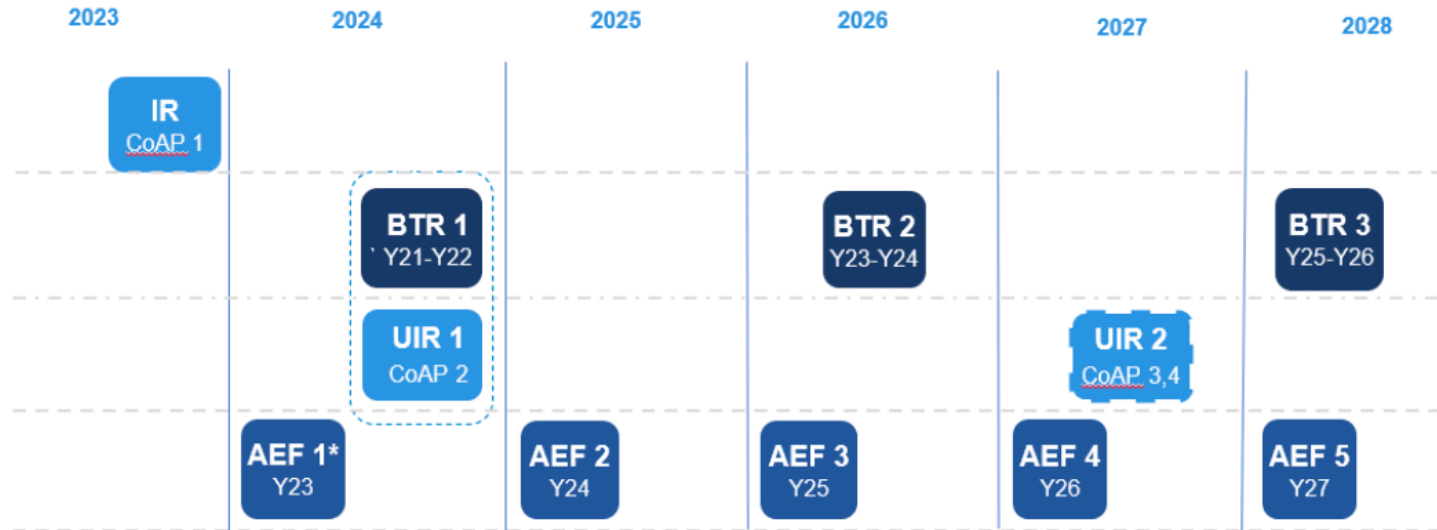 2023
2024
2025
2026
2027
2028
IR
CoAP 1
BTR 1
' Y21-Y22
BTR 2
Y23-Y24
BTR 3
Y25-Y26
UIR 1
CoAP 2
UIR 2
CoAP 3,4
AEF 1*
Y23
AEF 2
Y24
AEF 3
Y25
AEF 4
Y26
AEF 5
Y27